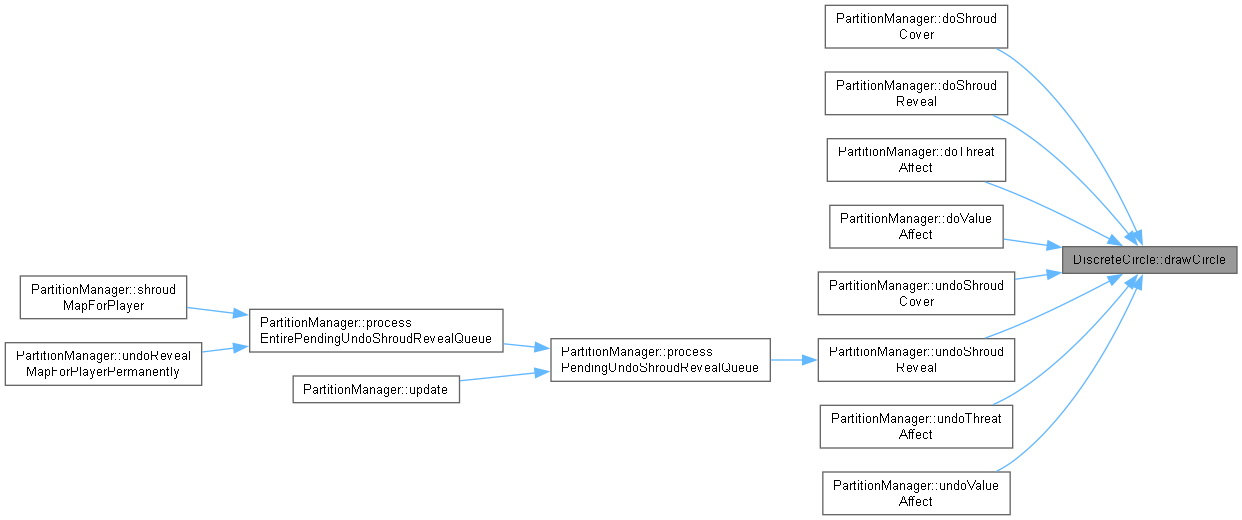 PartitionManager::doShroud
Cover
PartitionManager::doShroud
Reveal
PartitionManager::doThreat
Affect
PartitionManager::doValue
Affect
DiscreteCircle::drawCircle
PartitionManager::undoShroud
Cover
PartitionManager::shroud
MapForPlayer
PartitionManager::process
EntirePendingUndoShroudRevealQueue
PartitionManager::undoReveal
MapForPlayerPermanently
PartitionManager::process
PendingUndoShroudRevealQueue
PartitionManager::undoShroud
Reveal
PartitionManager::update
PartitionManager::undoThreat
Affect
PartitionManager::undoValue
Affect